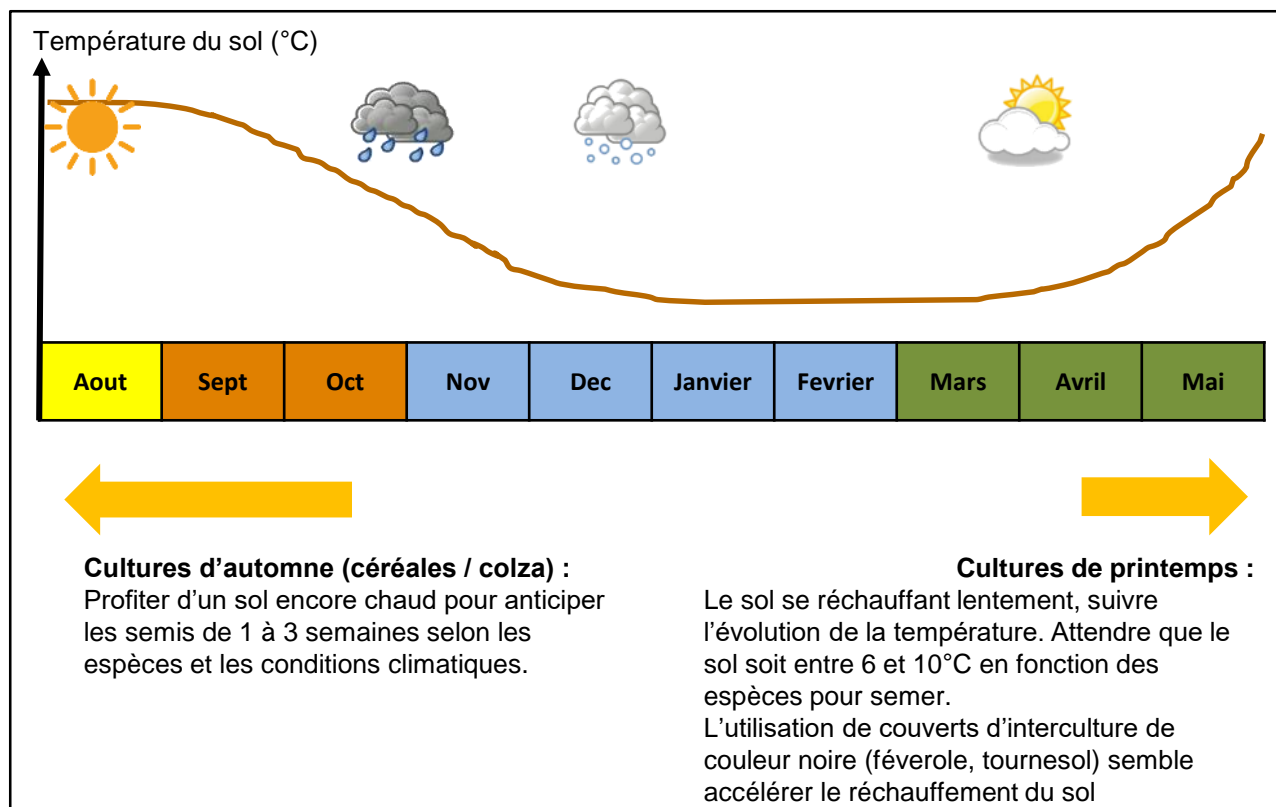 Température du sol (°C)
Aout Sept Oct Nov Dec Janvier Fevrier Mars Avril Mai
Cultures d'automne (céréales / colza) :
Profiter d'un sol encore chaud pour anticiper
les semis de 1 à 3 semaines selon les
espèces et les conditions climatiques.
Cultures de printemps :
Le sol se réchauffant lentement, suivre
l'évolution de la température. Attendre que le
sol soit entre 6 et 10°C en fonction des
espèces pour semer.
L'utilisation de couverts d'interculture de
couleur noire (féverole, tournesol) semble
accélérer le réchauffement du sol